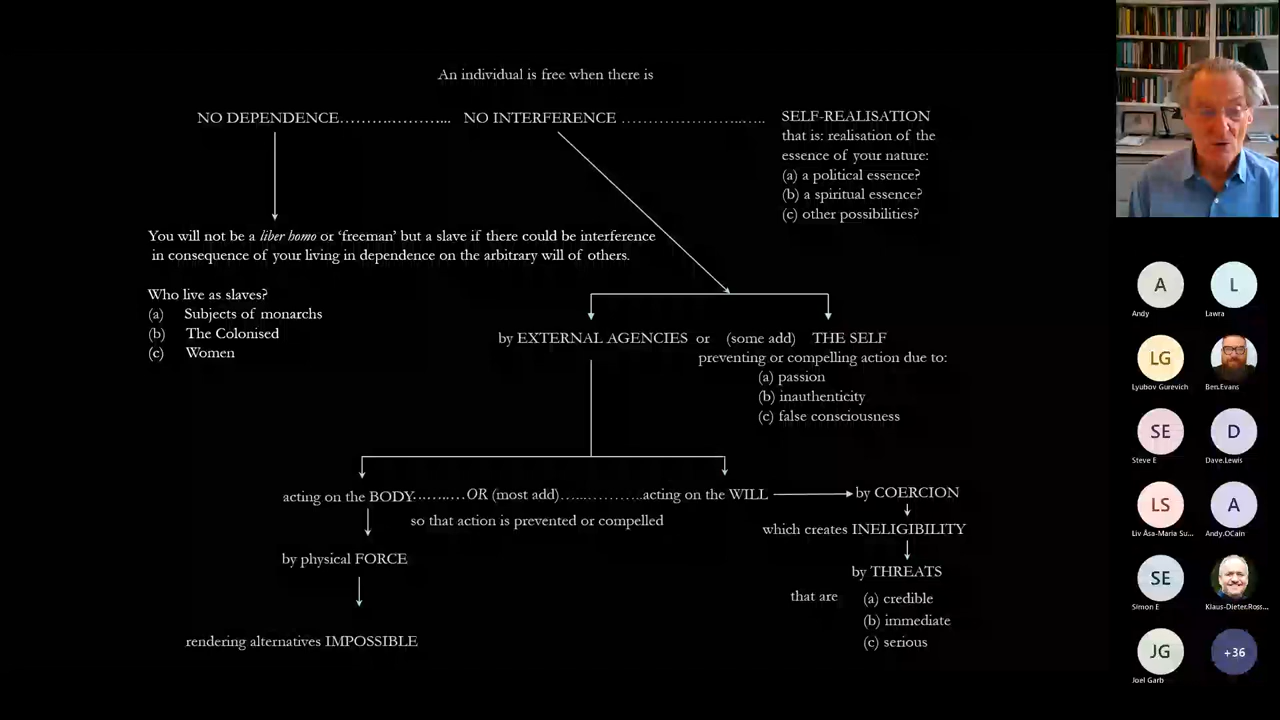 An individual is free when there is
NO DEPENDENCE……….………... NO INTERFERENCE …………………..…..
SELF-REALISATION
that is: realisation of the
essence of your nature:
(a) a political essence?
(b) a spiritual essence?
(c) other possibilities?
You will not be a liber homo or ‘freeman’ but a slave if there could be interference
in consequence of your living in dependence on the arbitrary will of others.
Who live as slaves?
(a) Subjects of monarchs
(b) The Colonised
(c) Women
by EXTERNAL AGENCIES or (some add) THE SELF
preventing or compelling action due to:
(a) passion
(b) inauthenticity
(c) false consciousness
acting on the BODY…..…..…OR (most add)…..………..acting on the WILL
so that action is prevented or compelled
by COERCION
which creates INELIGIBILITY
by physical FORCE
by THREATS
that are
(a) credible
(b) immediate
(c) serious
rendering alternatives IMPOSSIBLE
A
Andy
L
Lawra
LG
Lyubov Gurevich
Ben.Evans
SE
Steve E
D
Dave.Lewis
LS
Liv Åsa-Maria Su...
A
Andy.OCain
SE
Simon E
Klaus-Dieter.Ross...
JG
Joel Garb
+36